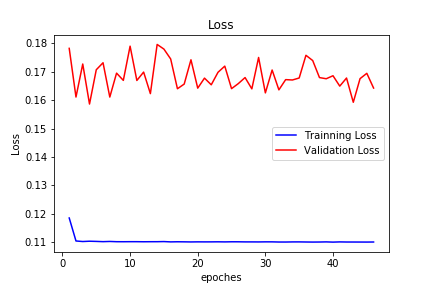 Loss
0.18
0.17
0.16
0.15
0.14
0.13
0.12
0.11
Loss
Trainning Loss
Validation Loss
0 10 20 30 40
epoches